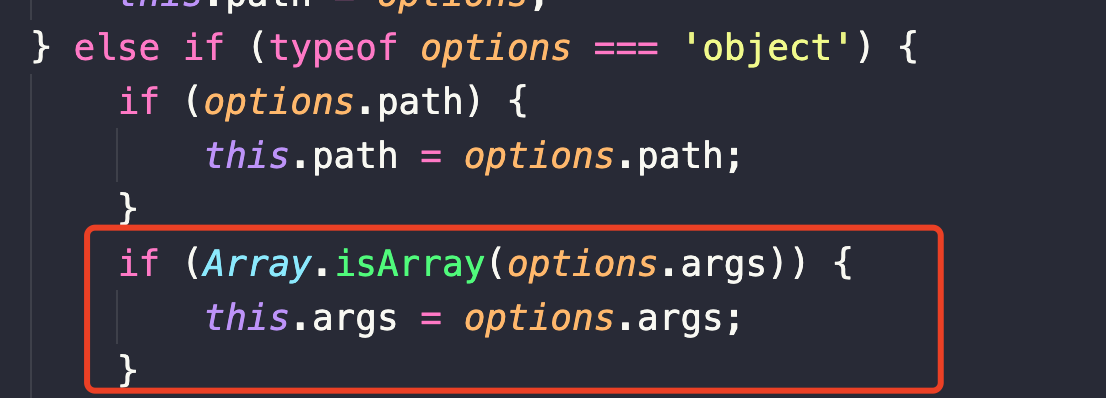 this.path = options;
} else if (typeof options === 'object') {
if (options.path) {
this.path = options.path;
}
if (Array.isArray(options.args)) {
this.args = options.args;
}